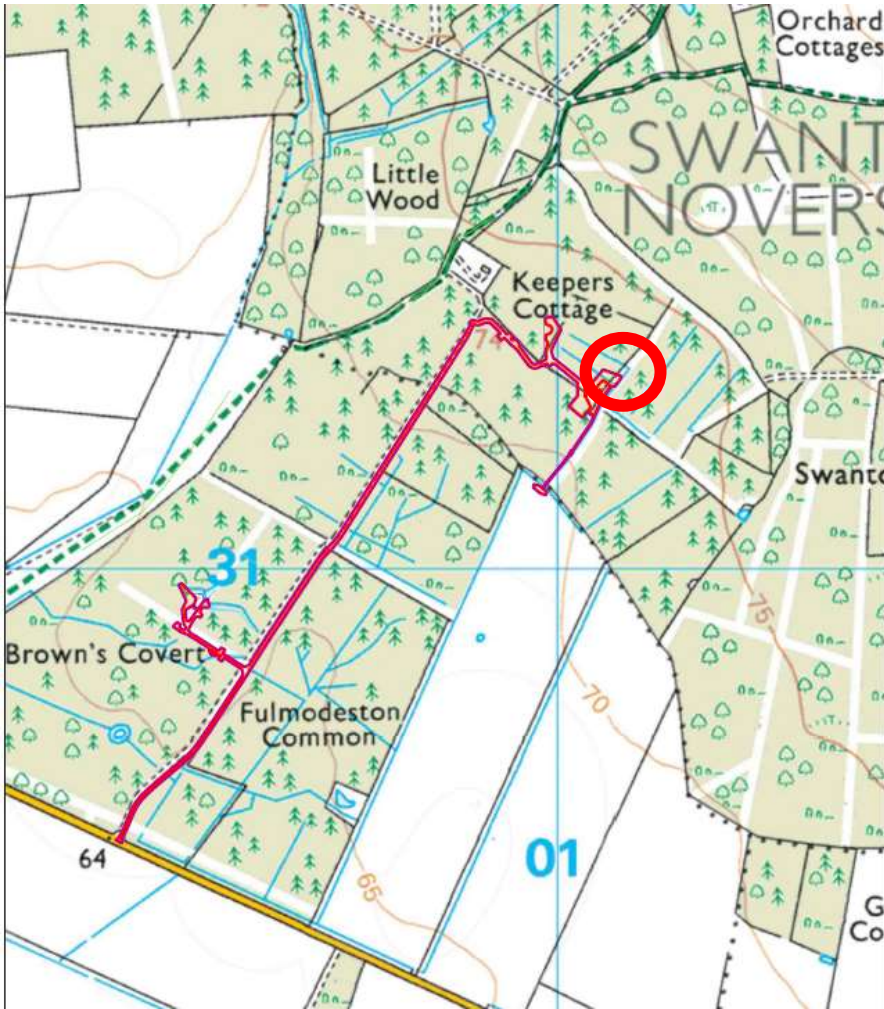 Orchard
Cottages
SWANT
NOVERS
Little
Wood
Keepers
Cottage
74
Swanto
31
75
Brown's Covert
70
Fulmodeston
Common
64
01
65
G
Co